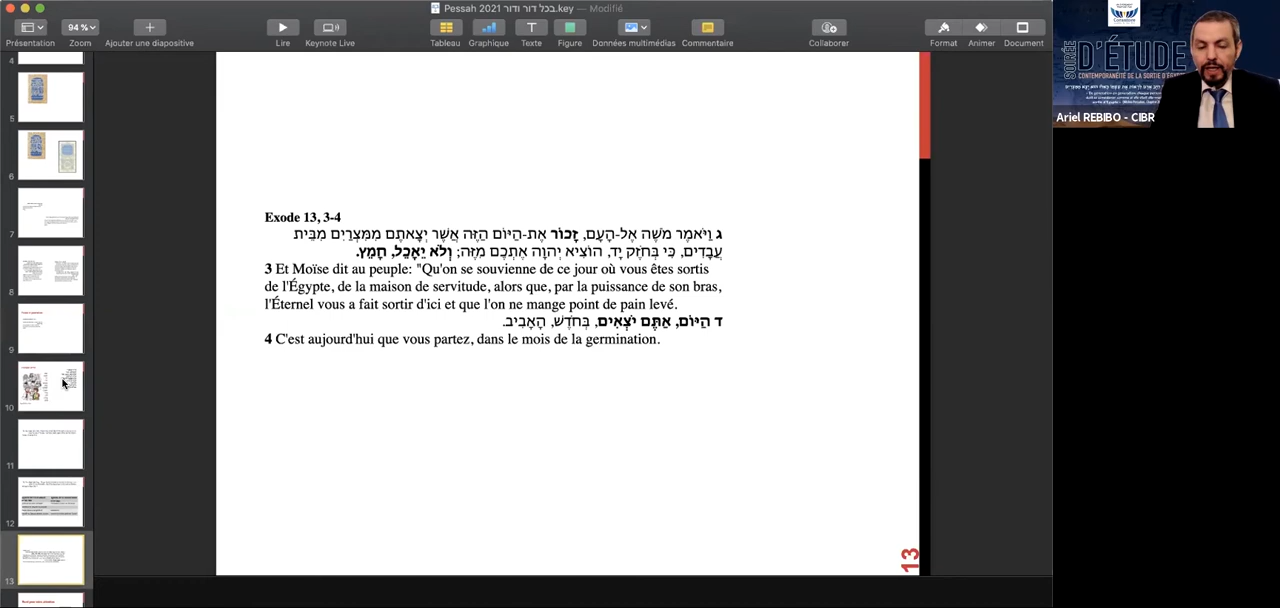 Pessah 2021 בכל דור ודור.key — Modifié
94 %
Présentation
Zoom
Ajouter une diapositive
Lire
Keynote Live
Tableau
Graphique
Texte
Figure
Données multimédias
Commentaire
Collaborer
Format
Animer
Document
4
5
6
7
8
9
10
11
12
13
Exode 13, 3-4
ג וַיֹּאמֶר מֹשֶׁה אֶל-הָעָם, זָכוֹר אֶת-הַיּוֹם הַזֶּה אֲשֶׁר יְצָאתֶם מִמִּצְרַיִם מִבֵּית
עֲבָדִים, כִּי בְּחֹזֶק יָד, הוֹצִיא יְהוָה אֶתְכֶם מִזֶּה; וְלֹא יֵאָכֵל, חָמֵץ.
3 Et Moïse dit au peuple: "Qu'on se souvienne de ce jour où vous êtes sortis
de l'Égypte, de la maison de servitude, alors que, par la puissance de son bras,
l'Éternel vous a fait sortir d'ici et que l'on ne mange point de pain levé.
ד הַיּוֹם, אַתֶּם יֹצְאִים, בְּחֹדֶשׁ, הָאָבִיב.
4 C'est aujourd'hui que vous partez, dans le mois de la germination.
13
SOIRÉE
D'ÉTUDE
CONTEMPORANÉITÉ DE LA SORTIE D'ÉGYPTE
Ariel REBIBO - CIBR